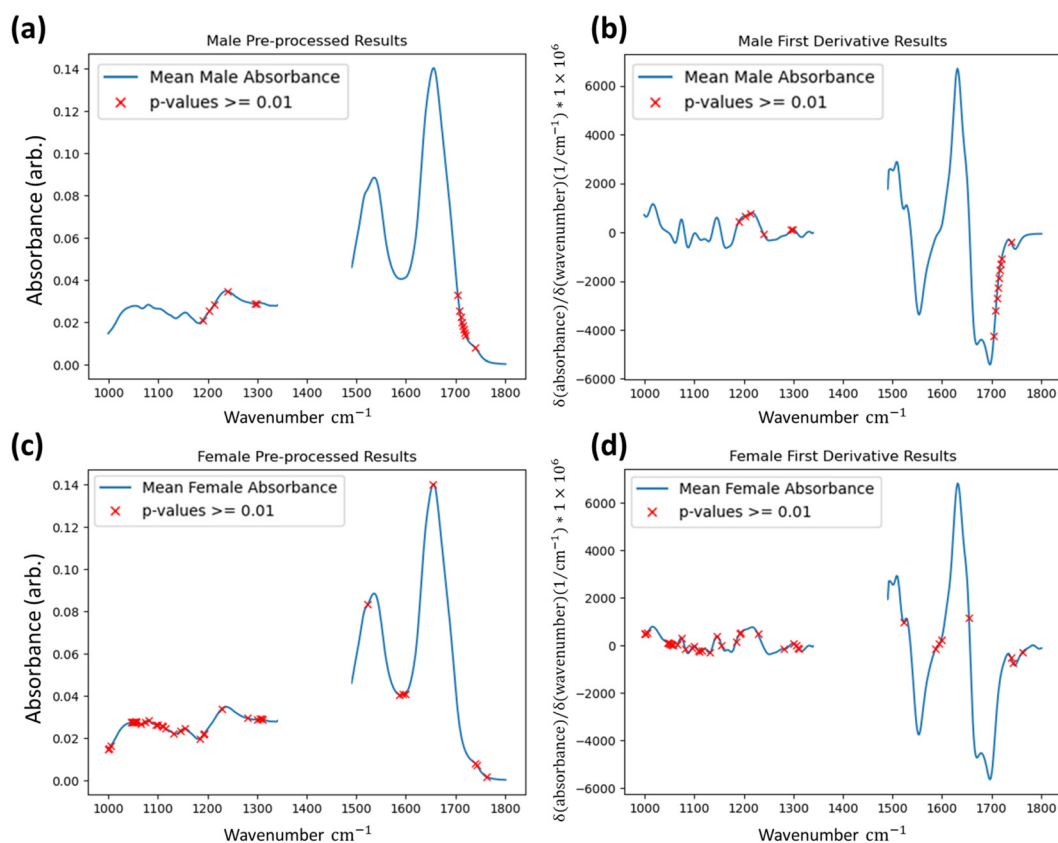 (a)
Male Pre-processed Results
Mean Male Absorbance
p-values >= 0.01
Absorbance (arb.)
0.14
0.12
0.10
0.08
0.06
0.04
0.02
0.00
1000 1100 1200 1300 1400 1500 1600 1700 1800
Wavenumber cm⁻¹
(b)
Male First Derivative Results
Mean Male Absorbance
p-values >= 0.01
δ(absorbance)/δ(wavenumber)(1/cm⁻¹) * 1 × 10⁶
6000
4000
2000
0
−2000
−4000
−6000
1000 1100 1200 1300 1400 1500 1600 1700 1800
Wavenumber cm⁻¹
(c)
Female Pre-processed Results
Mean Female Absorbance
p-values >= 0.01
Absorbance (arb.)
0.14
0.12
0.10
0.08
0.06
0.04
0.02
0.00
1000 1100 1200 1300 1400 1500 1600 1700 1800
Wavenumber cm⁻¹
(d)
Female First Derivative Results
Mean Female Absorbance
p-values >= 0.01
δ(absorbance)/δ(wavenumber)(1/cm⁻¹) * 1 × 10⁶
6000
4000
2000
0
−2000
−4000
−6000
1000 1100 1200 1300 1400 1500 1600 1700 1800
Wavenumber cm⁻¹